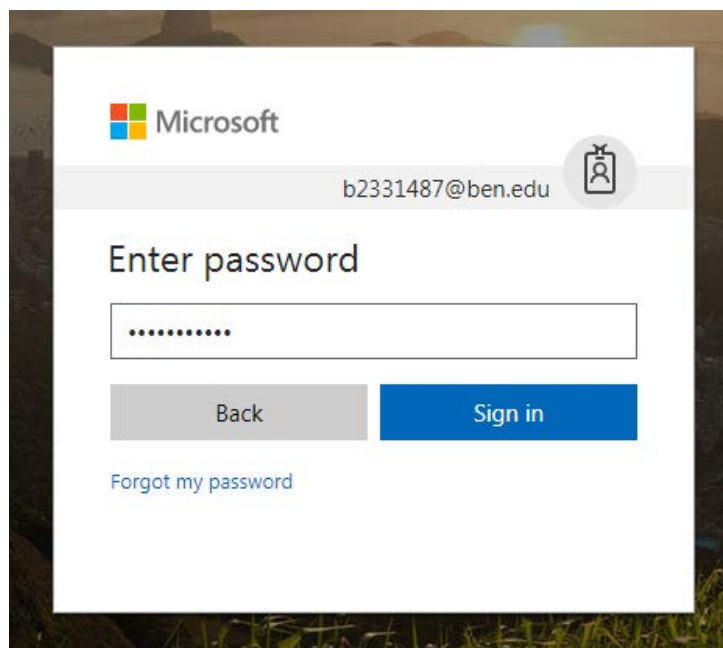 Microsoft
b2331487@ben.edu
Enter password
•••••••••••
Back Sign in
Forgot my password